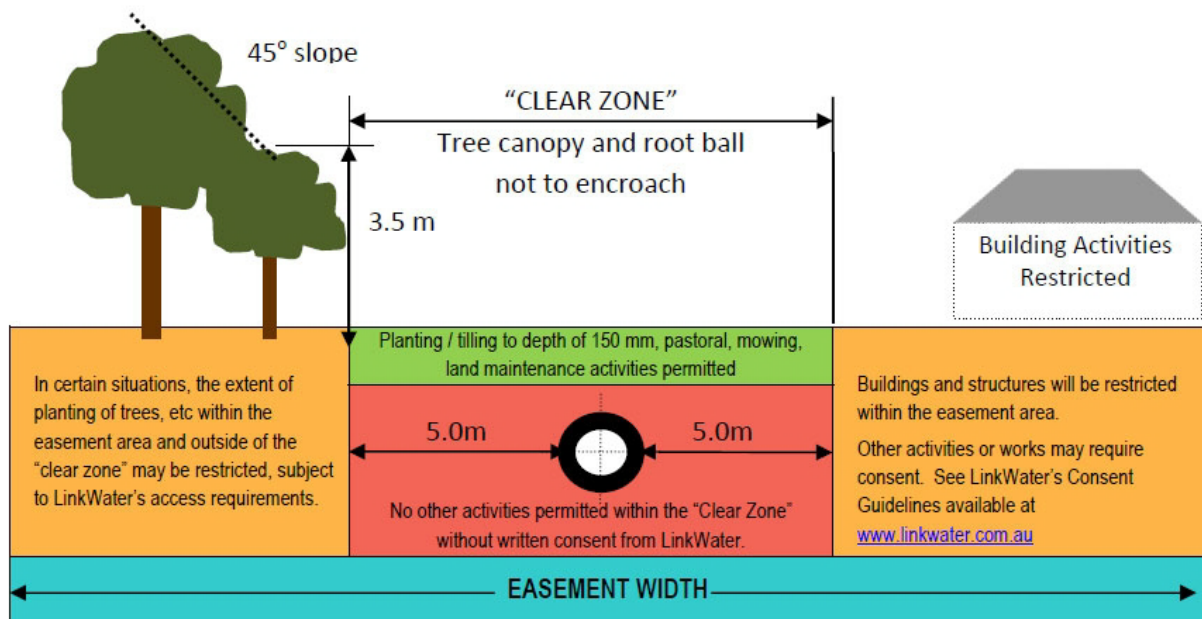 45° slope
“CLEAR ZONE”
Tree canopy and root ball
not to encroach
3.5 m
Building Activities
Restricted
Planting / tilling to depth of 150 mm, pastoral, mowing,
land maintenance activities permitted
In certain situations, the extent of
planting of trees, etc within the
easement area and outside of the
“clear zone” may be restricted, subject
to LinkWater’s access requirements.
5.0m
5.0m
No other activities permitted within the “Clear Zone”
without written consent from LinkWater.
Buildings and structures will be restricted
within the easement area.
Other activities or works may require
consent. See LinkWater’s Consent
Guidelines available at
www.linkwater.com.au
EASEMENT WIDTH